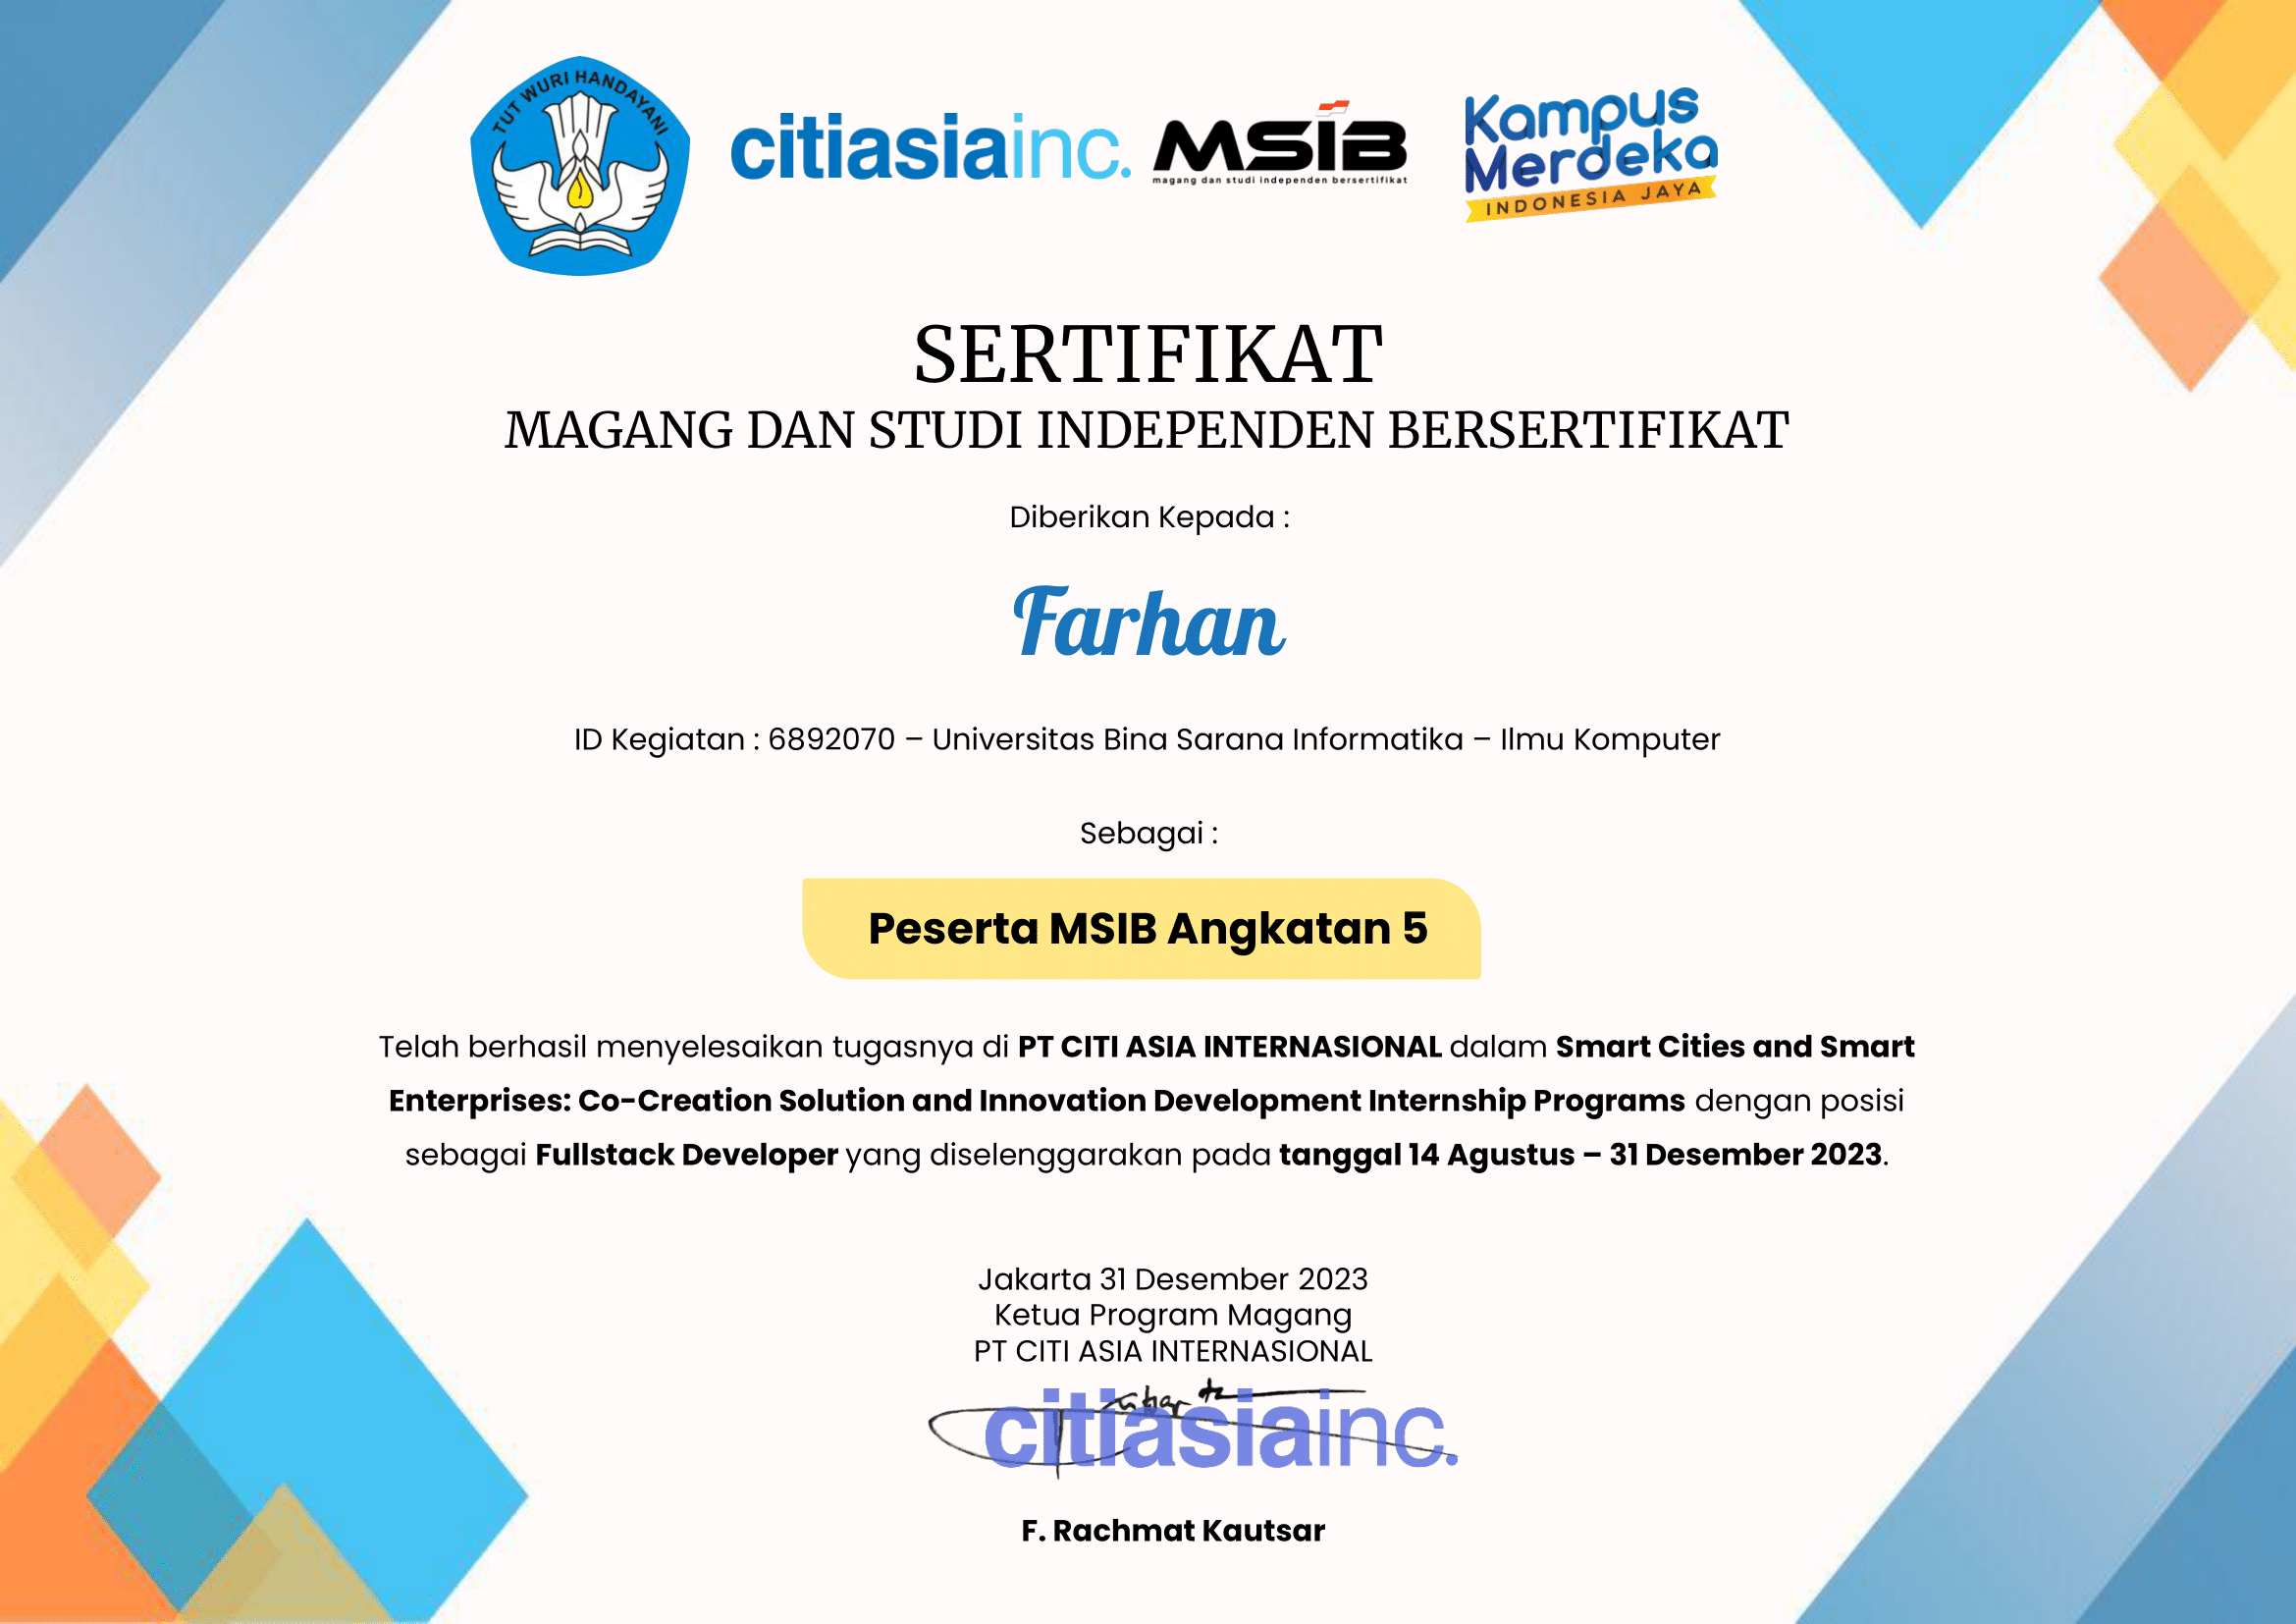 TUT WURI HANDAYANI
citiasiainc.
MSIB
magang dan studi independen bersertifikat
Kampus
Merdeka
INDONESIA JAYA
SERTIFIKAT
MAGANG DAN STUDI INDEPENDEN BERSERTIFIKAT
Diberikan Kepada :
Farhan
ID Kegiatan : 6892070 – Universitas Bina Sarana Informatika – Ilmu Komputer
Sebagai :
Peserta MSIB Angkatan 5
Telah berhasil menyelesaikan tugasnya di PT CITI ASIA INTERNASIONAL dalam Smart Cities and Smart
Enterprises: Co-Creation Solution and Innovation Development Internship Programs dengan posisi
sebagai Fullstack Developer yang diselenggarakan pada tanggal 14 Agustus – 31 Desember 2023.
Jakarta 31 Desember 2023
Ketua Program Magang
PT CITI ASIA INTERNASIONAL
citiasiainc.
F. Rachmat Kautsar